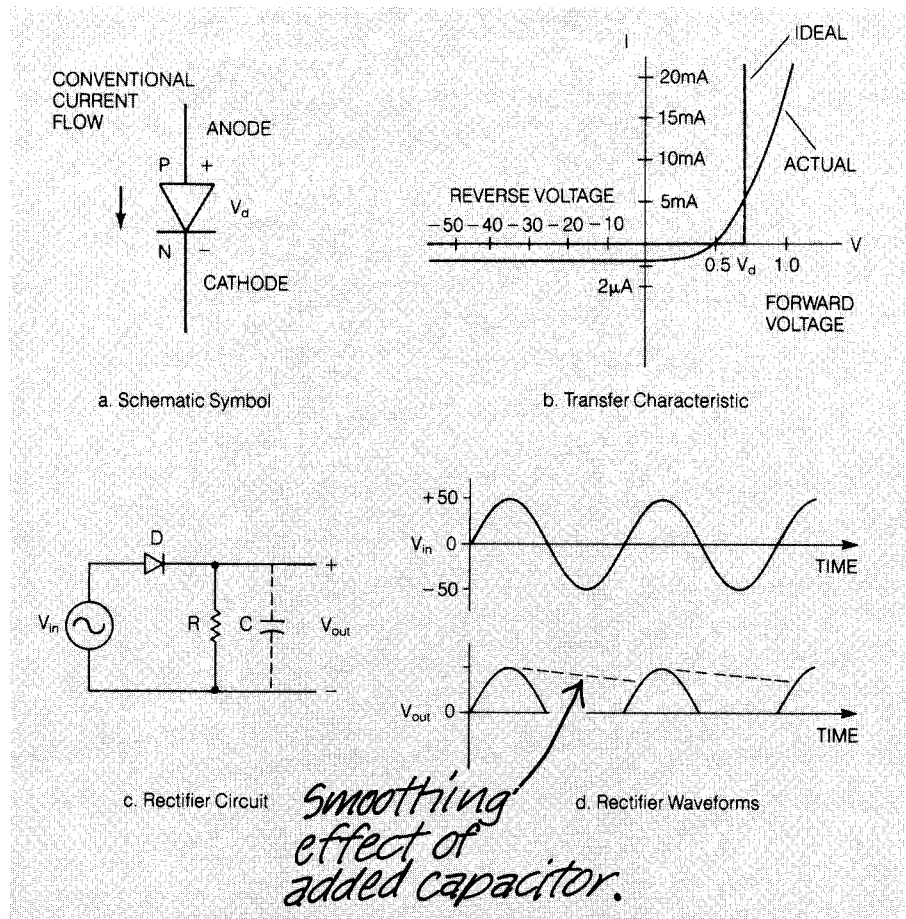 CONVENTIONAL
CURRENT
FLOW
ANODE
P +
V_d
N −
CATHODE
a. Schematic Symbol
I
IDEAL
20mA
15mA
10mA
ACTUAL
5mA
REVERSE VOLTAGE
−50 −40 −30 −20 −10
V
0.5 V_d 1.0
2μA
FORWARD
VOLTAGE
b. Transfer Characteristic
D
+
V_in
R
C
V_out
−
c. Rectifier Circuit
+50
V_in 0
TIME
−50
V_out 0
TIME
d. Rectifier Waveforms
smoothing
effect of
added capacitor.